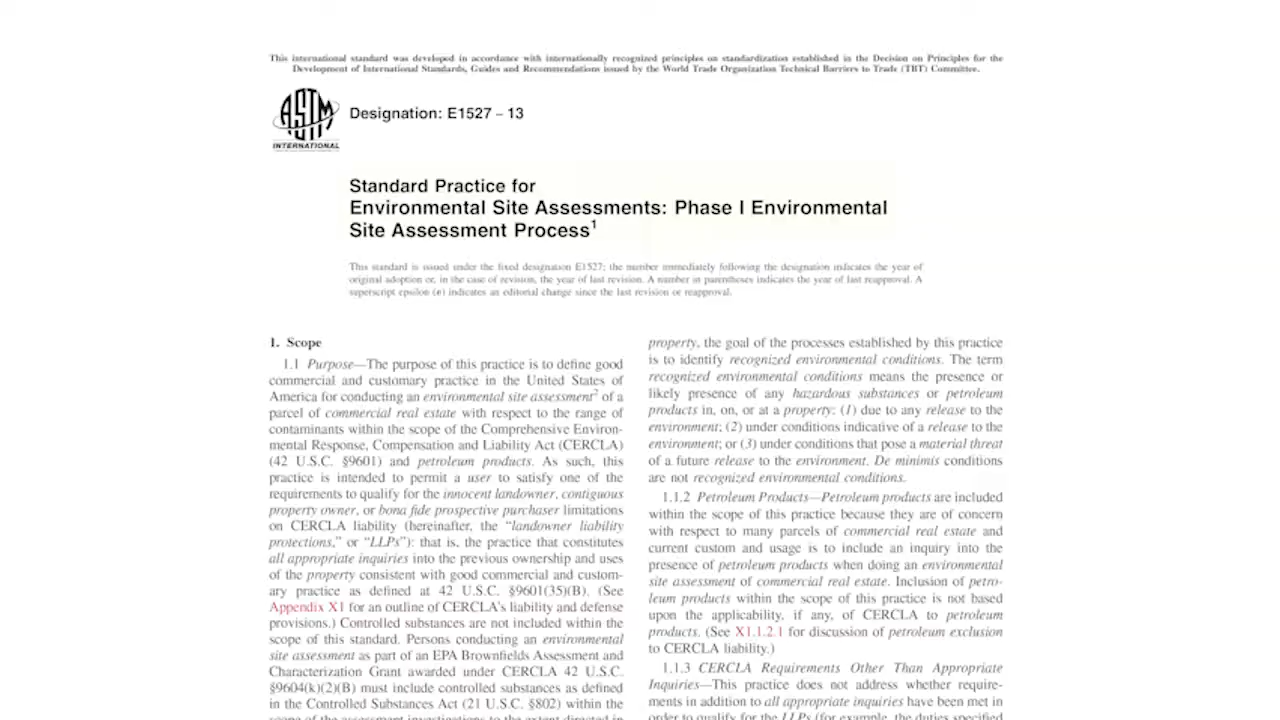 This international standard was developed in accordance with internationally recognized principles on standardization established in the Decision on Principles for the
Development of International Standards, Guides and Recommendations issued by the World Trade Organization Technical Barriers to Trade (TBT) Committee.
ASTM
INTERNATIONAL
Designation: E1527 – 13
Standard Practice for
Environmental Site Assessments: Phase I Environmental
Site Assessment Process1
This standard is issued under the fixed designation E1527; the number immediately following the designation indicates the year of
original adoption or, in the case of revision, the year of last revision. A number in parentheses indicates the year of last reapproval. A
superscript epsilon (ε) indicates an editorial change since the last revision or reapproval.
1. Scope
1.1 Purpose—The purpose of this practice is to define good
commercial and customary practice in the United States of
America for conducting an environmental site assessment2 of a
parcel of commercial real estate with respect to the range of
contaminants within the scope of the Comprehensive Environ-
mental Response, Compensation and Liability Act (CERCLA)
(42 U.S.C. §9601) and petroleum products. As such, this
practice is intended to permit a user to satisfy one of the
requirements to qualify for the innocent landowner, contiguous
property owner, or bona fide prospective purchaser limitations
on CERCLA liability (hereinafter, the “landowner liability
protections,” or “LLPs”): that is, the practice that constitutes
all appropriate inquiries into the previous ownership and uses
of the property consistent with good commercial and custom-
ary practice as defined at 42 U.S.C. §9601(35)(B). (See
Appendix X1 for an outline of CERCLA’s liability and defense
provisions.) Controlled substances are not included within the
scope of this standard. Persons conducting an environmental
site assessment as part of an EPA Brownfields Assessment and
Characterization Grant awarded under CERCLA 42 U.S.C.
§9604(k)(2)(B) must include controlled substances as defined
in the Controlled Substances Act (21 U.S.C. §802) within the
scope of the assessment investigations to the extent directed in
property, the goal of the processes established by this practice
is to identify recognized environmental conditions. The term
recognized environmental conditions means the presence or
likely presence of any hazardous substances or petroleum
products in, on, or at a property: (1) due to any release to the
environment; (2) under conditions indicative of a release to the
environment; or (3) under conditions that pose a material threat
of a future release to the environment. De minimis conditions
are not recognized environmental conditions.
1.1.2 Petroleum Products—Petroleum products are included
within the scope of this practice because they are of concern
with respect to many parcels of commercial real estate and
current custom and usage is to include an inquiry into the
presence of petroleum products when doing an environmental
site assessment of commercial real estate. Inclusion of petro-
leum products within the scope of this practice is not based
upon the applicability, if any, of CERCLA to petroleum
products. (See X1.1.2.1 for discussion of petroleum exclusion
to CERCLA liability.)
1.1.3 CERCLA Requirements Other Than Appropriate
Inquiries—This practice does not address whether require-
ments in addition to all appropriate inquiries have been met in
order to qualify for the LLPs (for example, the duties specified